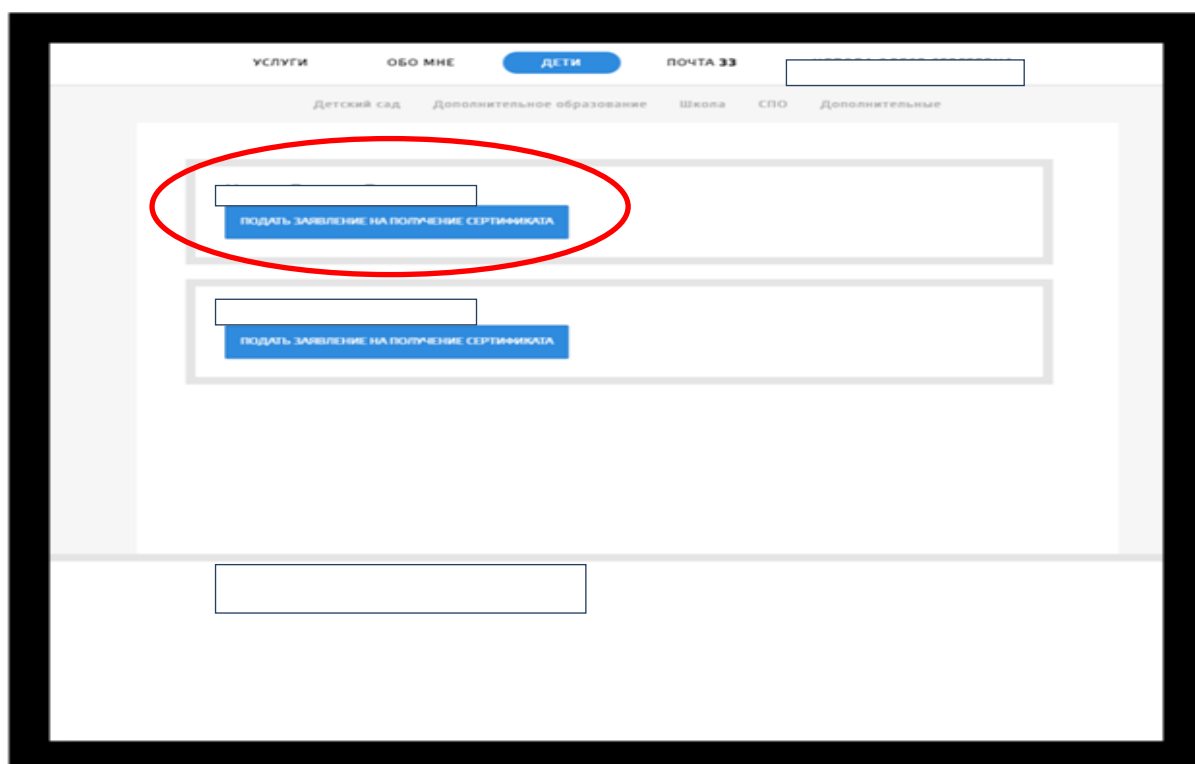 УСЛУГИ ОБО МНЕ ДЕТИ ПОЧТА 33
Детский сад Дополнительное образование Школа СПО Дополнительные
ПОДАТЬ ЗАЯВЛЕНИЕ НА ПОЛУЧЕНИЕ СЕРТИФИКАТА
ПОДАТЬ ЗАЯВЛЕНИЕ НА ПОЛУЧЕНИЕ СЕРТИФИКАТА